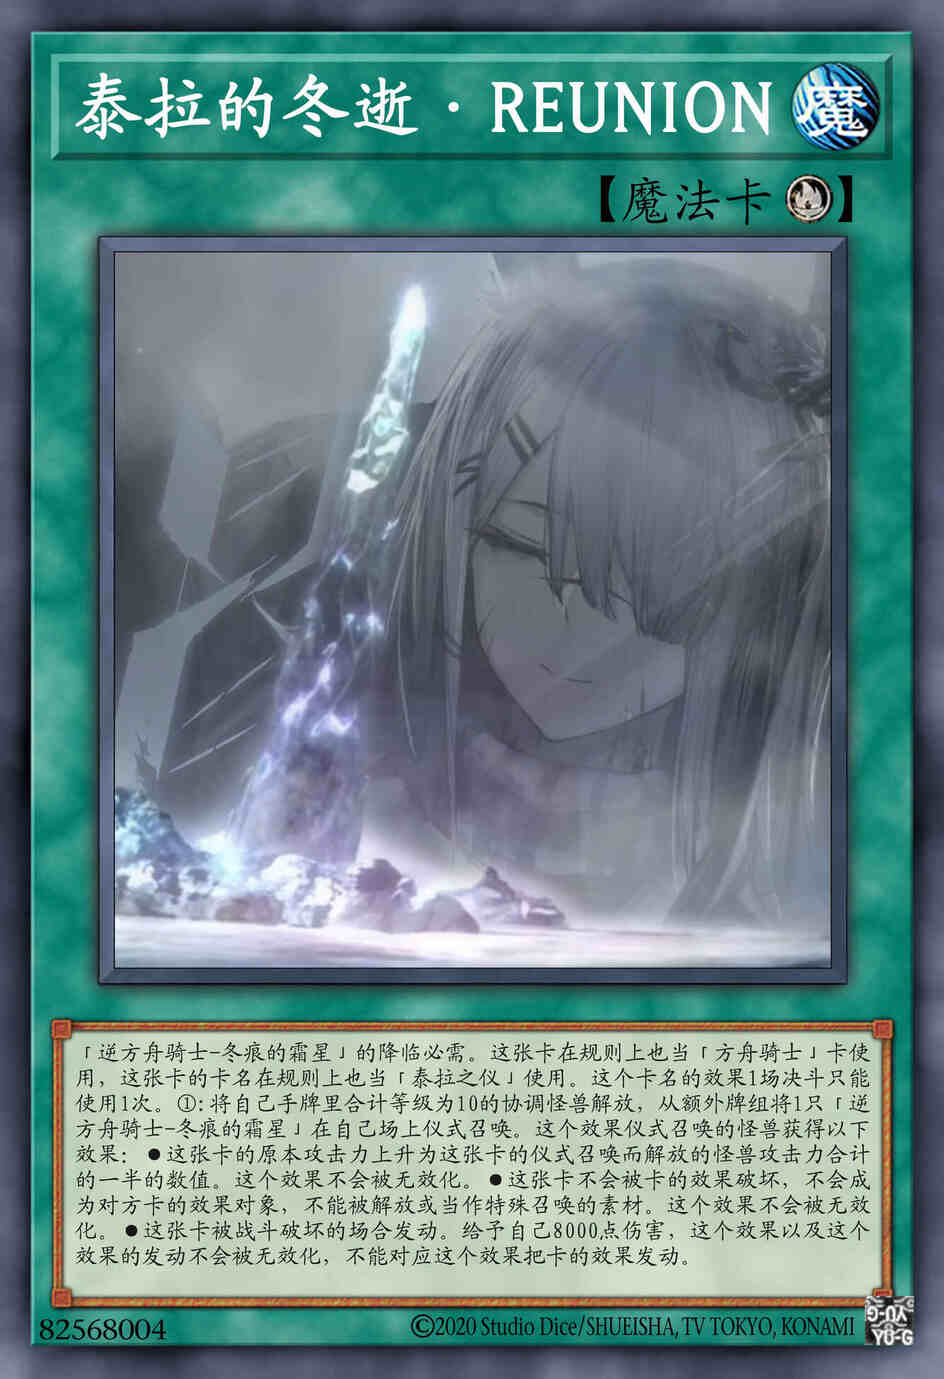 泰拉的冬逝·REUNION
魔
【魔法卡】
「逆方舟骑士-冬痕的霜星」的降临必需。这张卡在规则上也当「方舟骑士」卡使
用，这张卡的卡名在规则上也当「泰拉之仪」使用。这个卡名的效果1场决斗只能
使用1次。①:将自己手牌里合计等级为10的协调怪兽解放，从额外牌组将1只「逆
方舟骑士-冬痕的霜星」在自己场上仪式召唤。这个效果仪式召唤的怪兽获得以下
效果：●这张卡的原本攻击力上升为这张卡的仪式召唤而解放的怪兽攻击力合计
的一半的数值。这个效果不会被无效化。●这张卡不会被卡的效果破坏，不会成
为对方卡的效果对象，不能被解放或当作特殊召唤的素材。这个效果不会被无效
化。●这张卡被战斗破坏的场合发动。给予自己8000点伤害，这个效果以及这个
效果的发动不会被无效化，不能对应这个效果把卡的效果发动。
82568004
©2020 Studio Dice/SHUEISHA, TV TOKYO, KONAMI